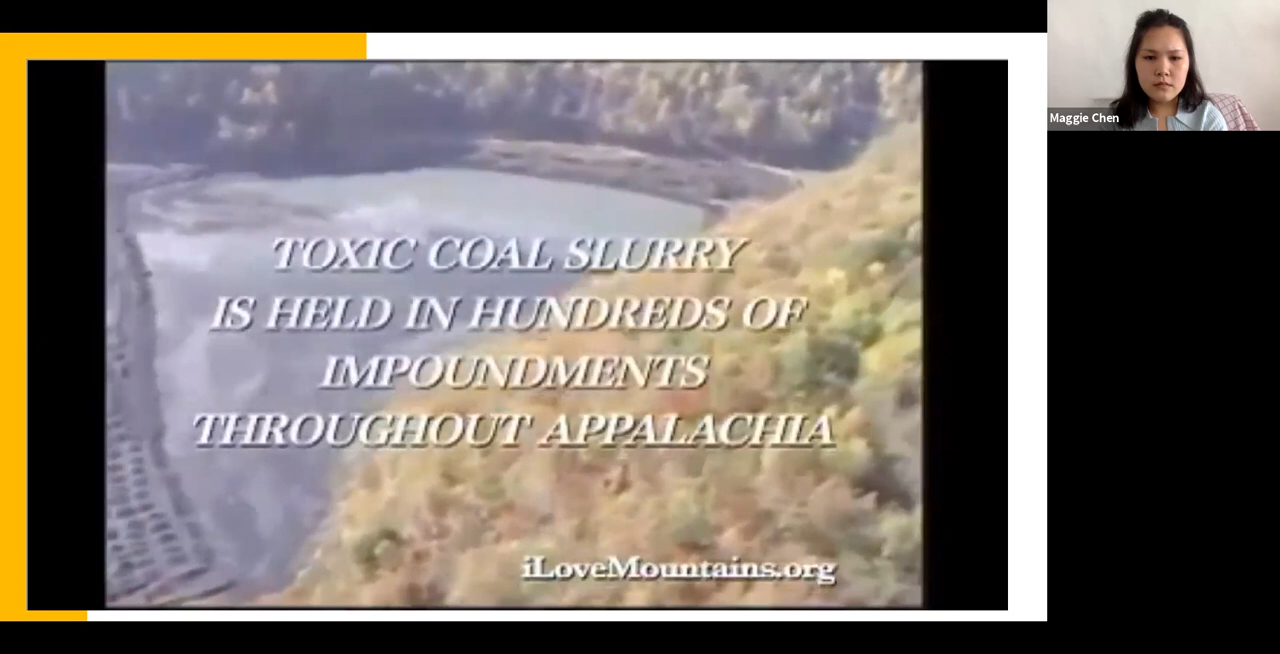 TOXIC COAL SLURRY
IS HELD IN HUNDREDS OF
IMPOUNDMENTS
THROUGHOUT APPALACHIA
iLoveMountains.org
Maggie Chen